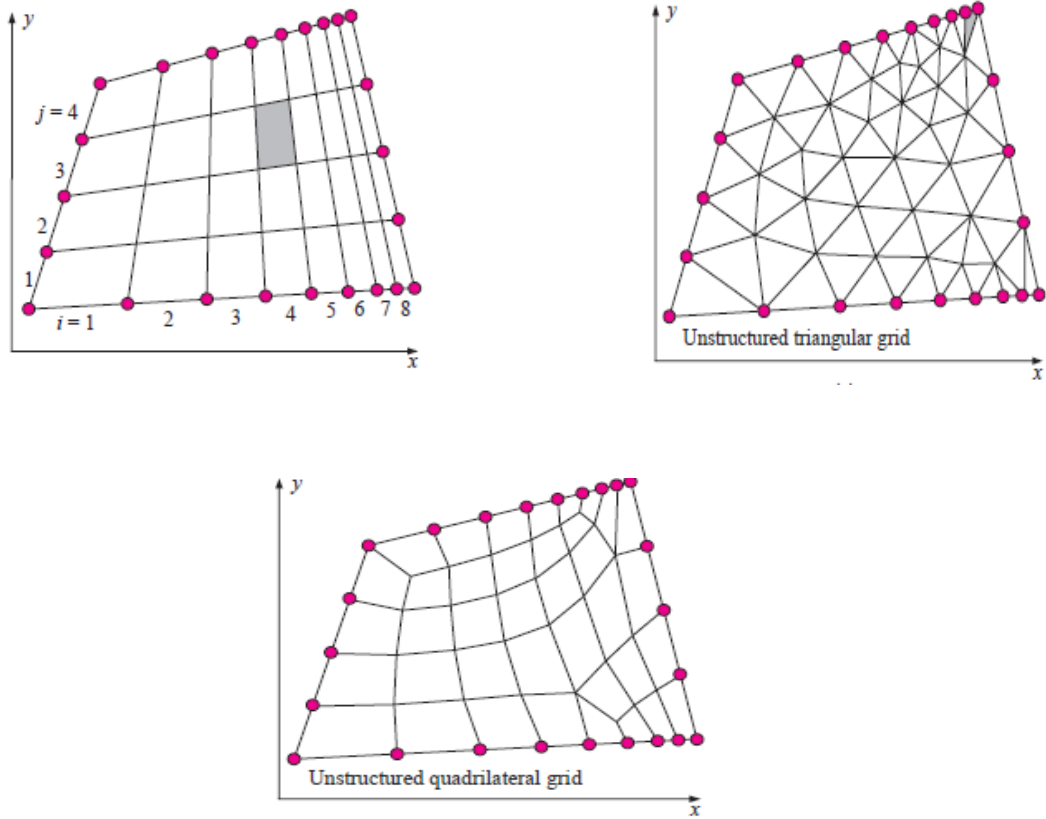 y
j = 4
3
2
1
i = 1
2
3
4
5
6
7
8
x
y
Unstructured triangular grid
x
y
Unstructured quadrilateral grid
x